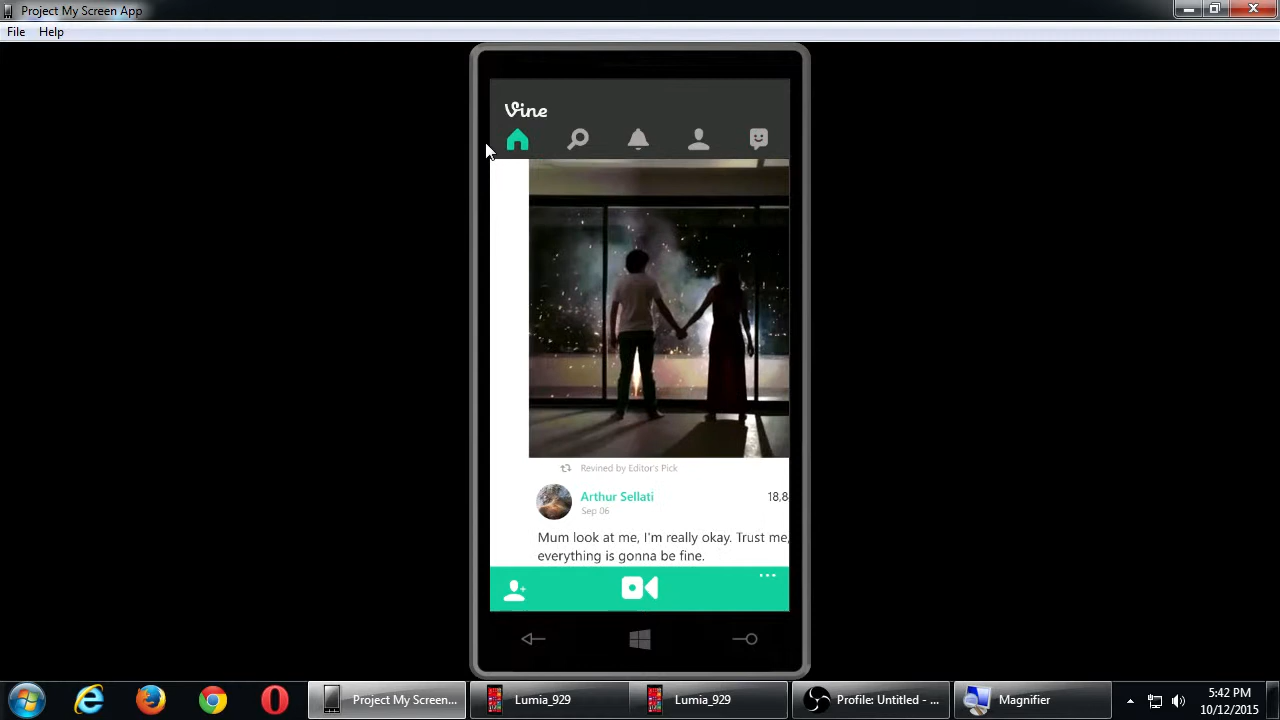 Project My Screen App
File Help
Vine
Revined by Editor's Pick
Arthur Sellati
18,8
Sep 06
Mum look at me, I'm really okay. Trust me,
everything is gonna be fine.
Project My Screen...
Lumia_929
Lumia_929
Profile: Untitled - ...
Magnifier
5:42 PM
10/12/2015